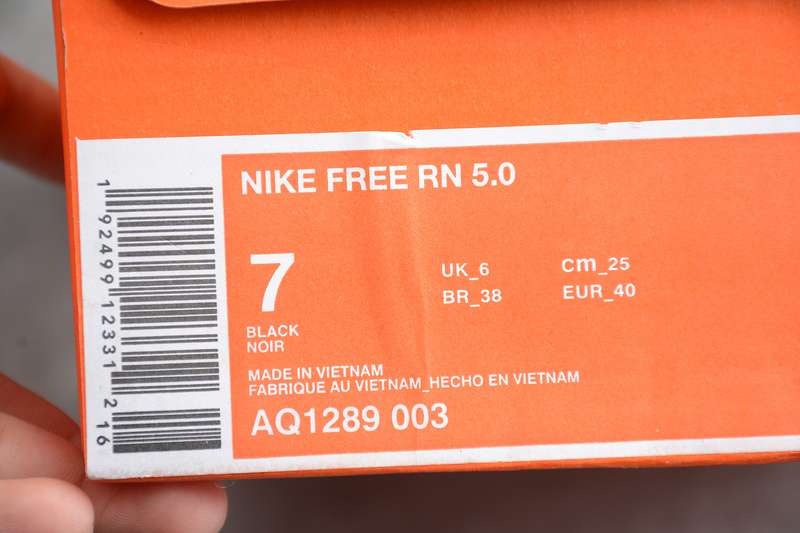 NIKE FREE RN 5.0
7
UK_6 cm_25
BR_38 EUR_40
BLACK
NOIR
MADE IN VIETNAM
FABRIQUE AU VIETNAM_HECHO EN VIETNAM
AQ1289 003
1 92499 12331 2 16